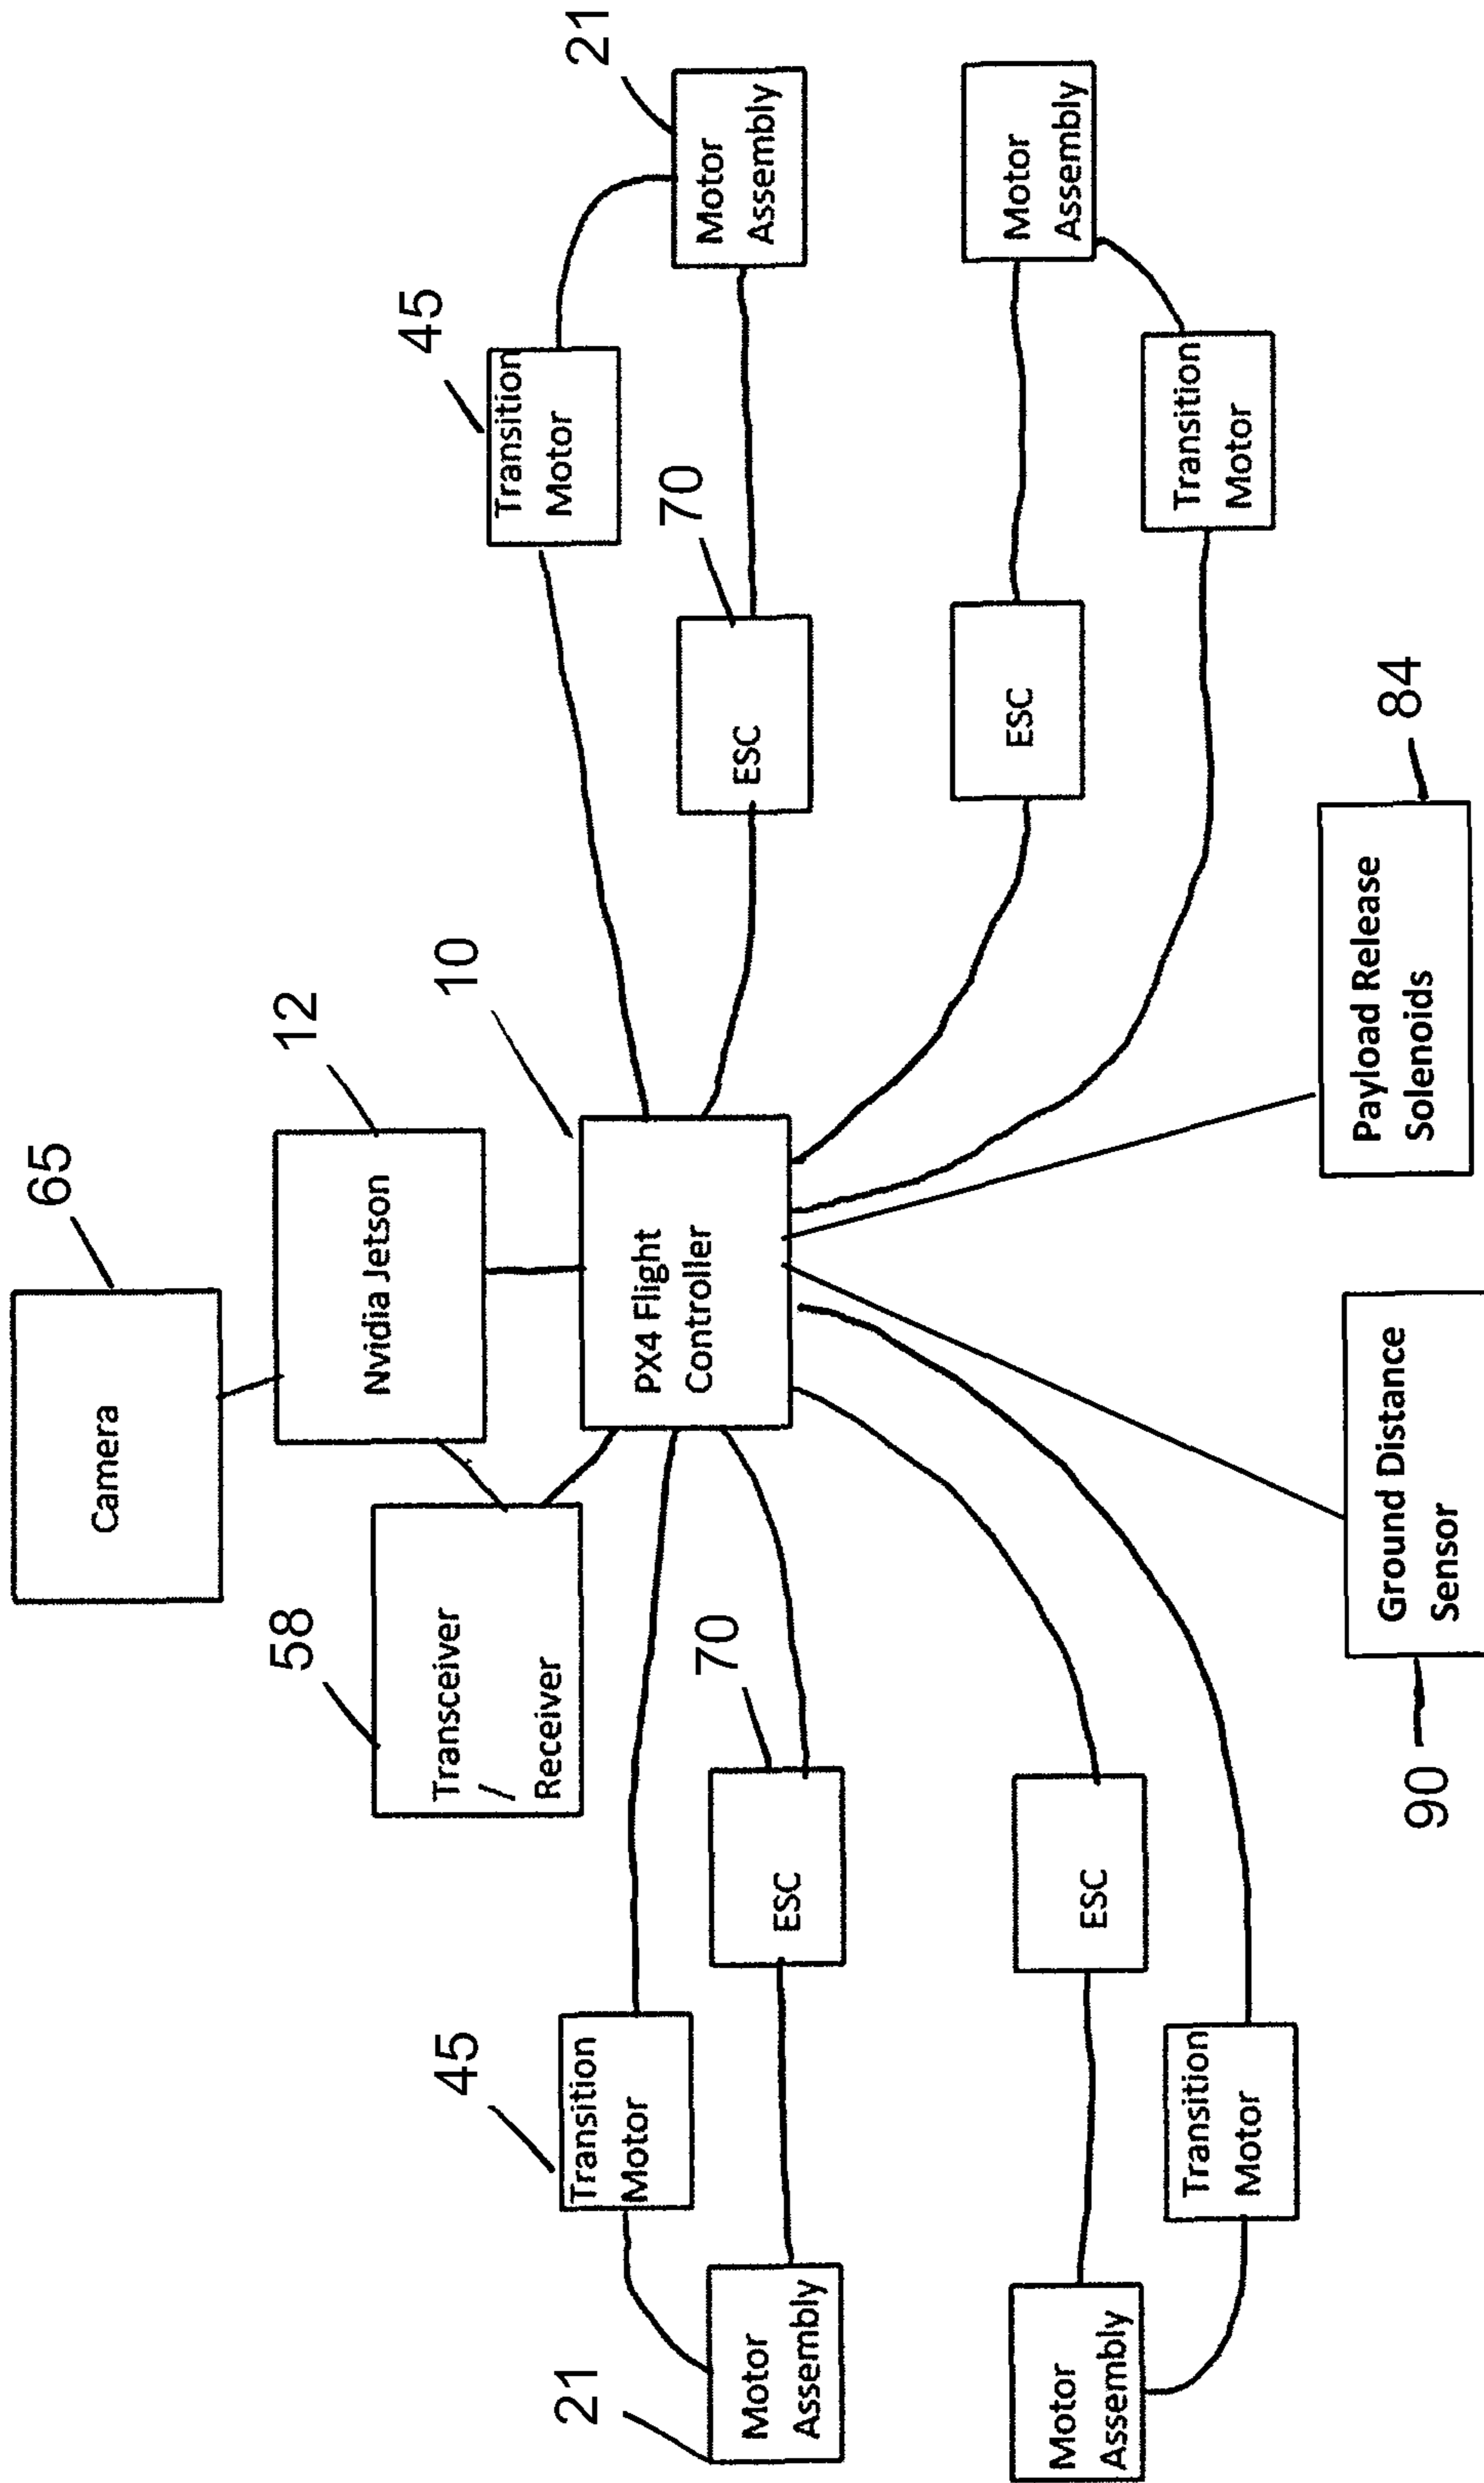 65
Camera
12
Nvidia Jetson
58
Transceiver
/
Receiver
10
PX4 Flight
Controller
45
Transition
Motor
21
Motor
Assembly
70
ESC
45
Transition
Motor
21
Motor
Assembly
70
ESC
ESC
Motor
Assembly
Transition
Motor
ESC
Motor
Assembly
Transition
Motor
90
Ground Distance
Sensor
84
Payload Release
Solenoids